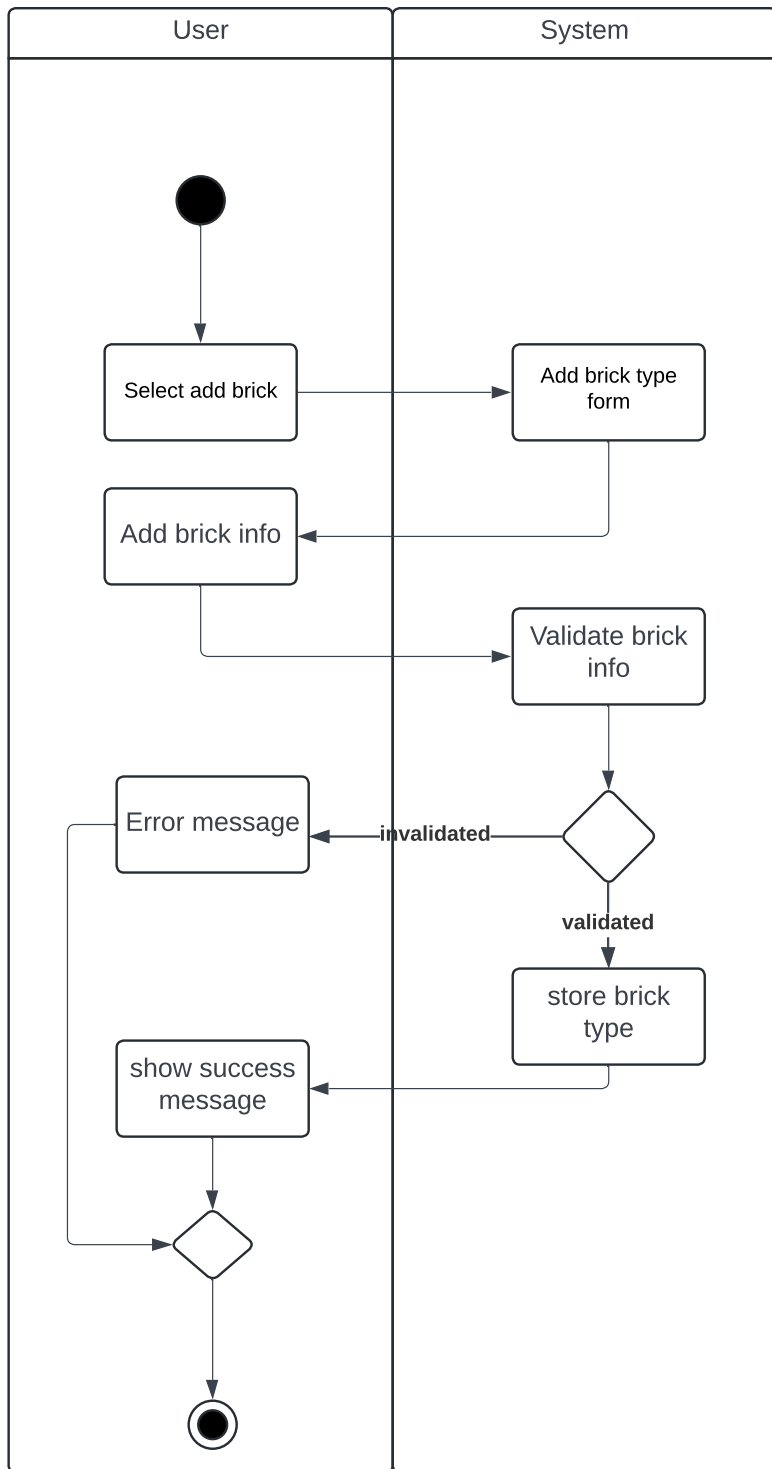 User
System
Select add brick
Add brick type
form
Add brick info
Validate brick
info
Error message
invalidated
validated
store brick
type
show success
message